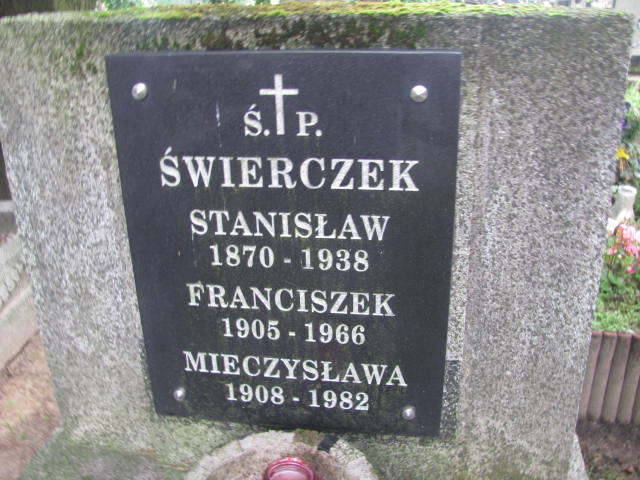 Ś. P.
ŚWIERCZEK
STANISŁAW
1870 - 1938
FRANCISZEK
1905 - 1966
MIECZYSŁAWA
1908 - 1982